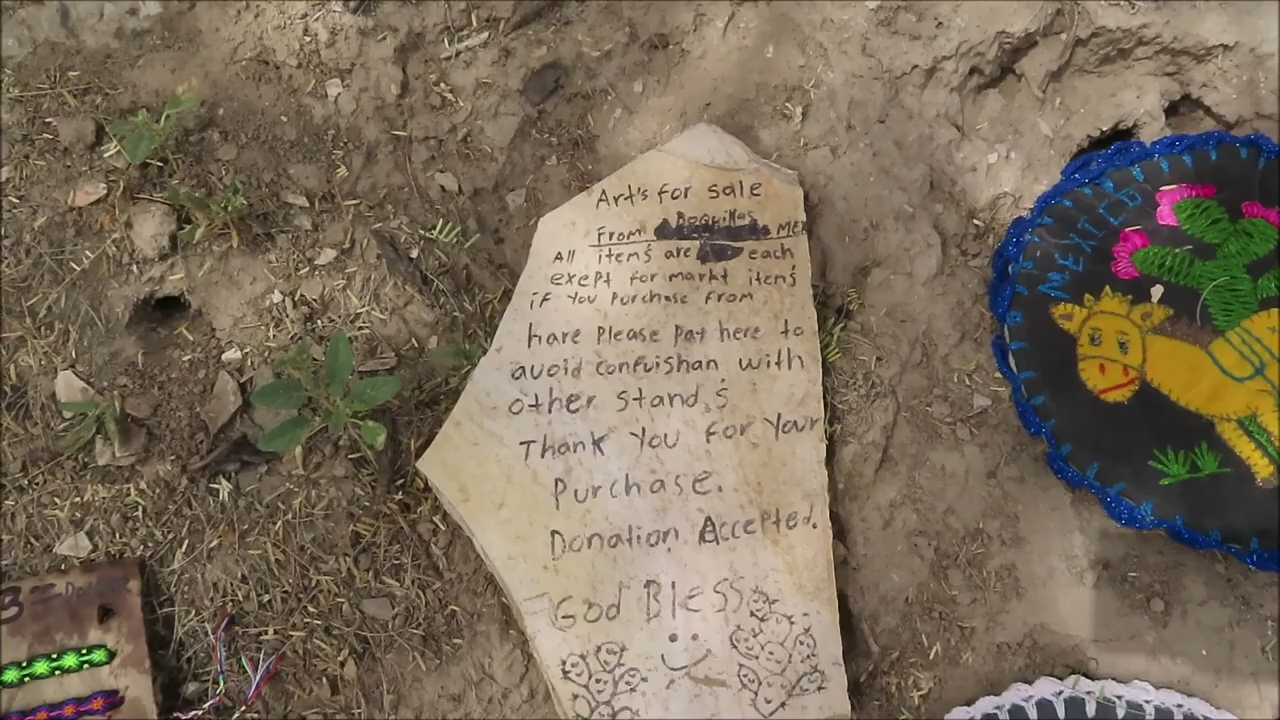 Art's for sale
Boquillas
From MEX
All item's are each
exept for markt item's
if You Purchase From
hare Please Pay here to
avoid confuishan with
other stand's
Thank You For Your
Purchase.
Donation Accepted.
God Bless
MEXICO
3=